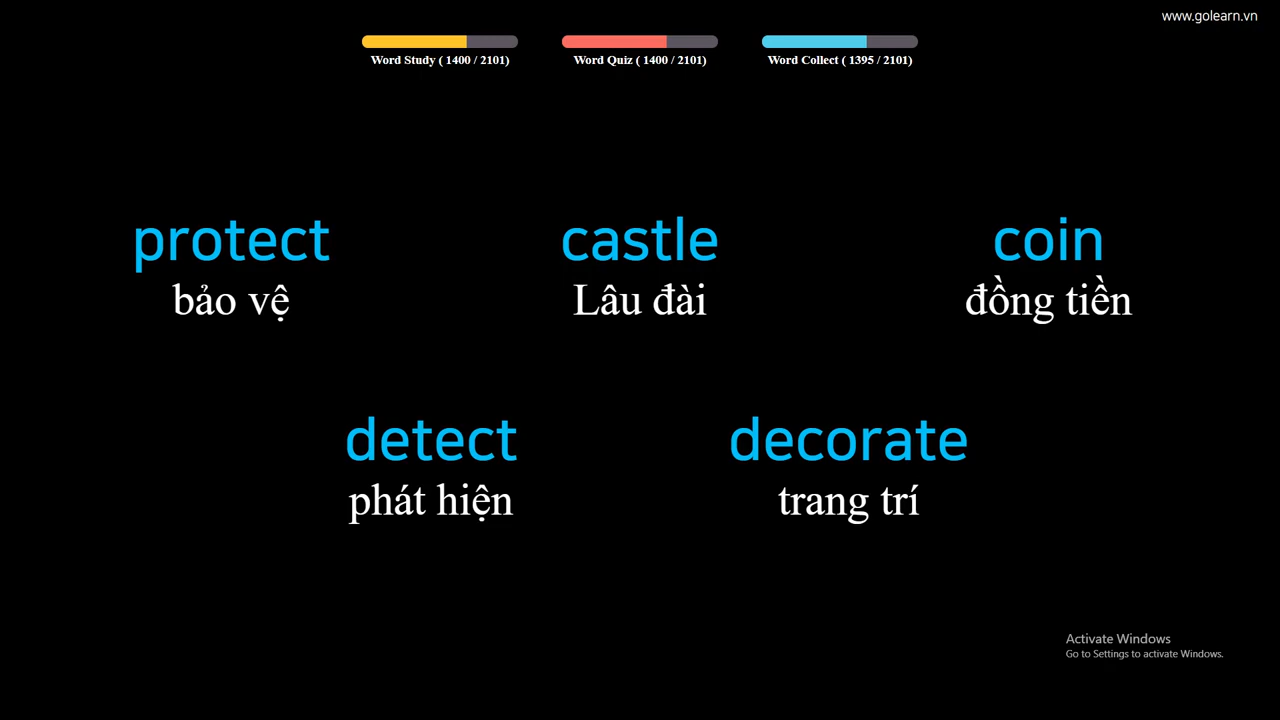 www.golearn.vn
Word Study ( 1400 / 2101)
Word Quiz ( 1400 / 2101)
Word Collect ( 1395 / 2101)
protect
bảo vệ
castle
Lâu đài
coin
đồng tiền
detect
phát hiện
decorate
trang trí
Activate Windows
Go to Settings to activate Windows.